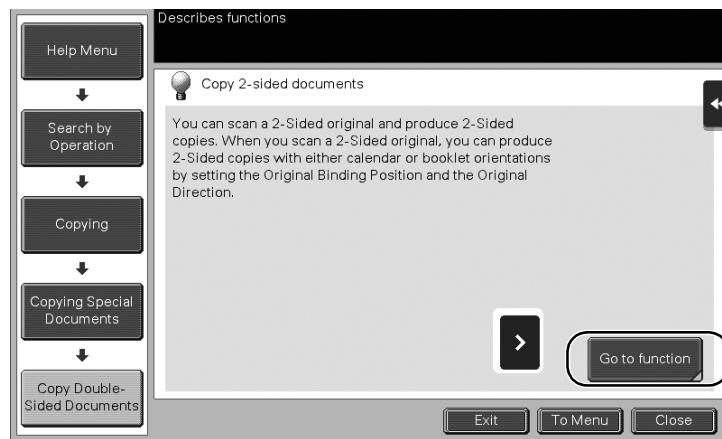 Describes functions
Help Menu
Search by
Operation
Copying
Copying Special
Documents
Copy Double-
Sided Documents
Copy 2-sided documents
You can scan a 2-Sided original and produce 2-Sided
copies. When you scan a 2-Sided original, you can produce
2-Sided copies with either calendar or booklet orientations
by setting the Original Binding Position and the Original
Direction.
Go to function
Exit
To Menu
Close